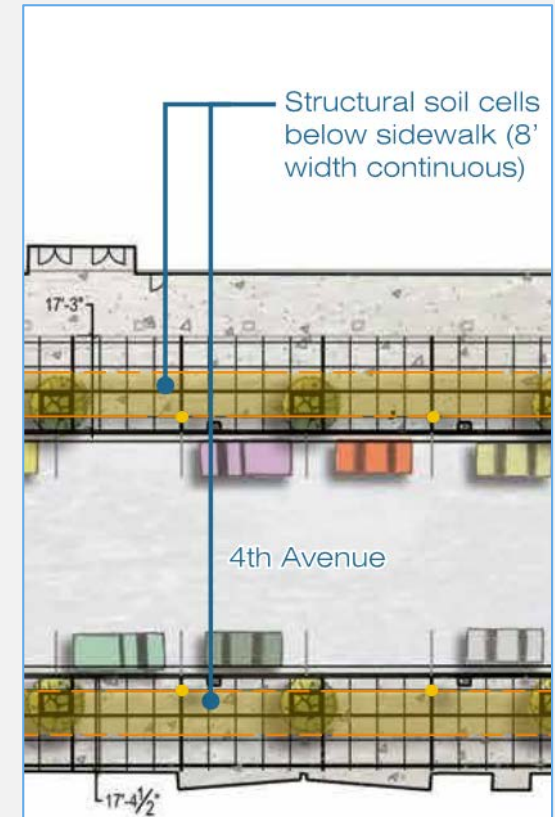 Structural soil cells
below sidewalk (8’
width continuous)
17'-3"
4th Avenue
17'-4½"